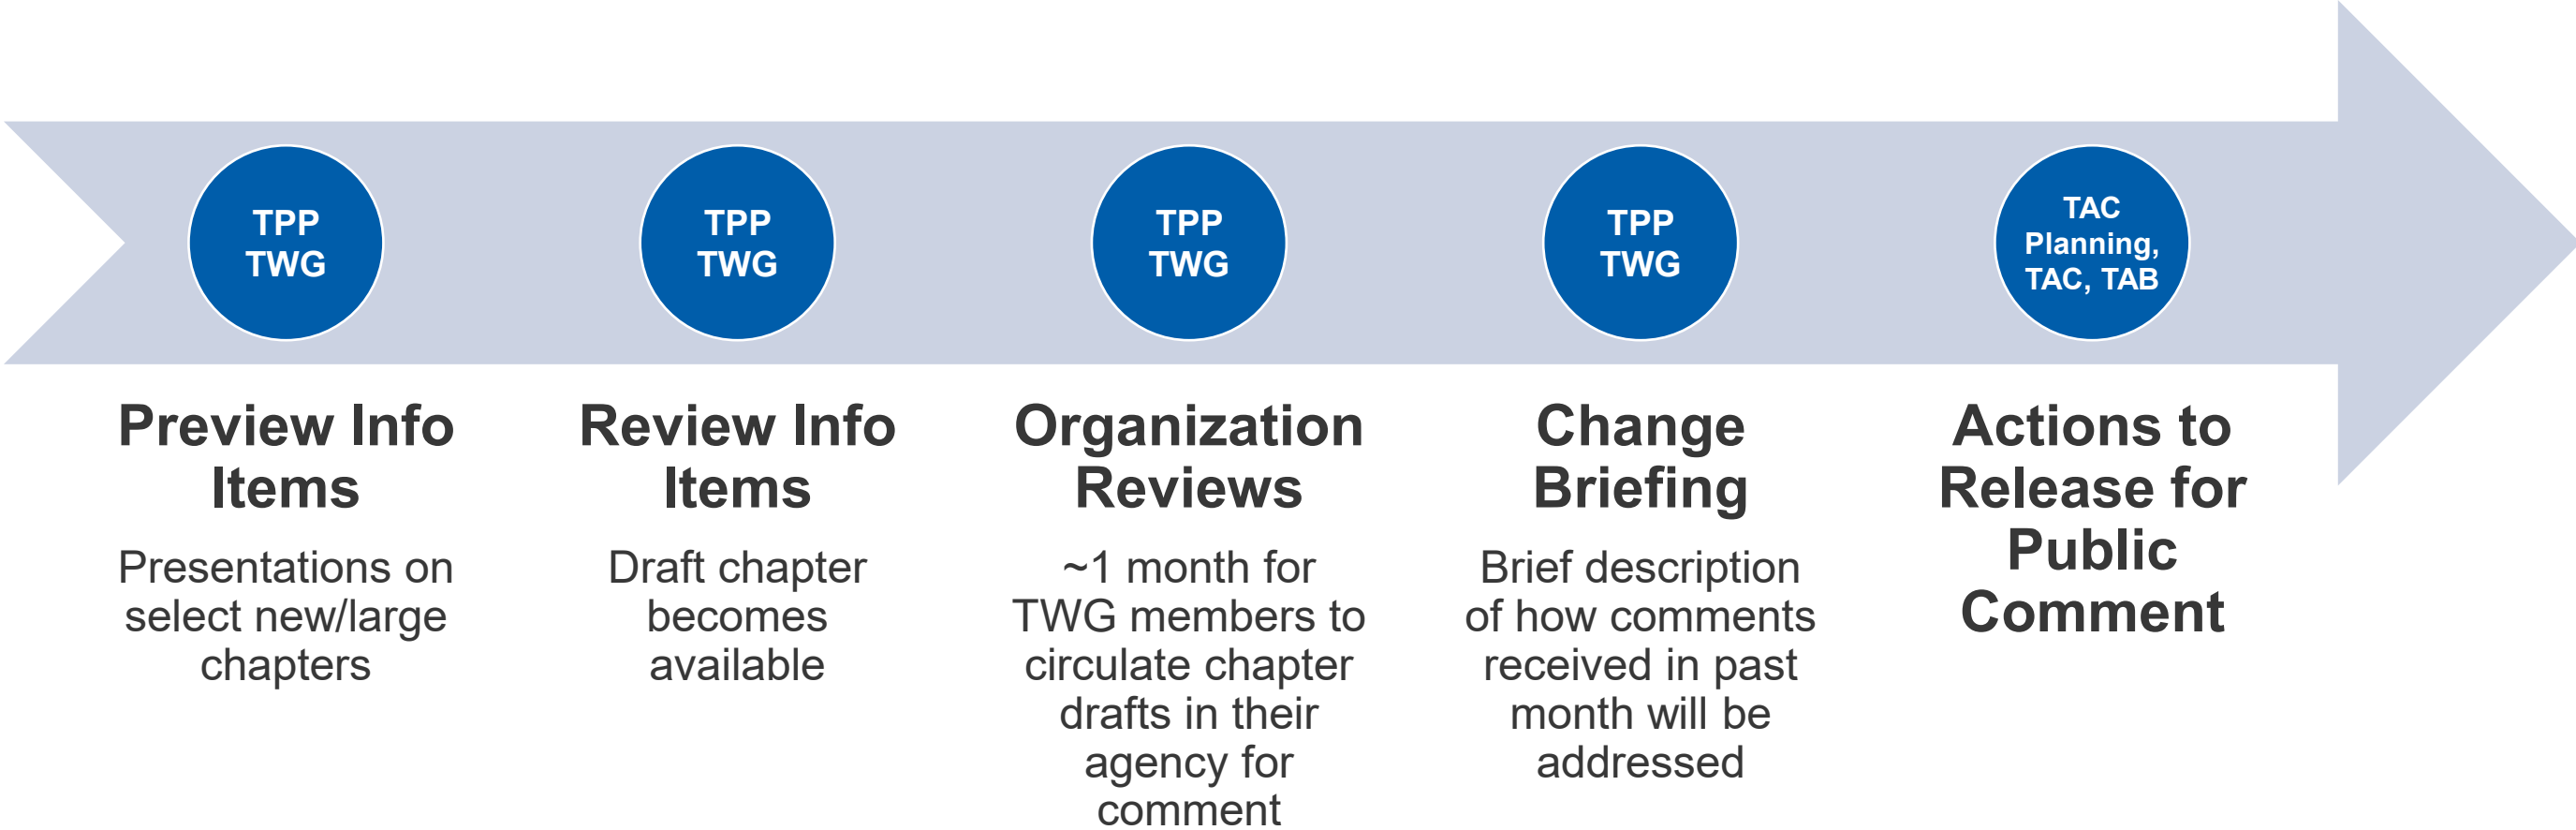 TPP
TWG
TPP
TWG
TPP
TWG
TPP
TWG
TAC
Planning,
TAC, TAB
Preview Info
Items
Presentations on
select new/large
chapters
Review Info
Items
Draft chapter
becomes
available
Organization
Reviews
~1 month for
TWG members to
circulate chapter
drafts in their
agency for
comment
Change
Briefing
Brief description
of how comments
received in past
month will be
addressed
Actions to
Release for
Public
Comment